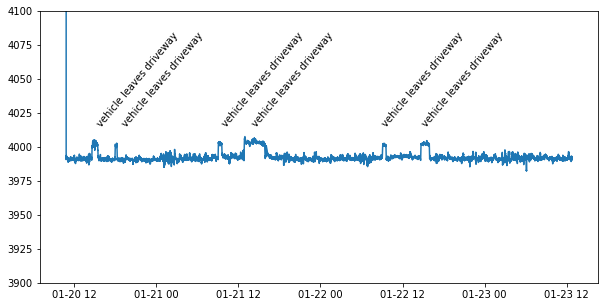 4100
4075
4050
4025
4000
3975
3950
3925
3900
vehicle leaves driveway
vehicle leaves driveway
vehicle leaves driveway
vehicle leaves driveway
vehicle leaves driveway
vehicle leaves driveway
01-20 12
01-21 00
01-21 12
01-22 00
01-22 12
01-23 00
01-23 12